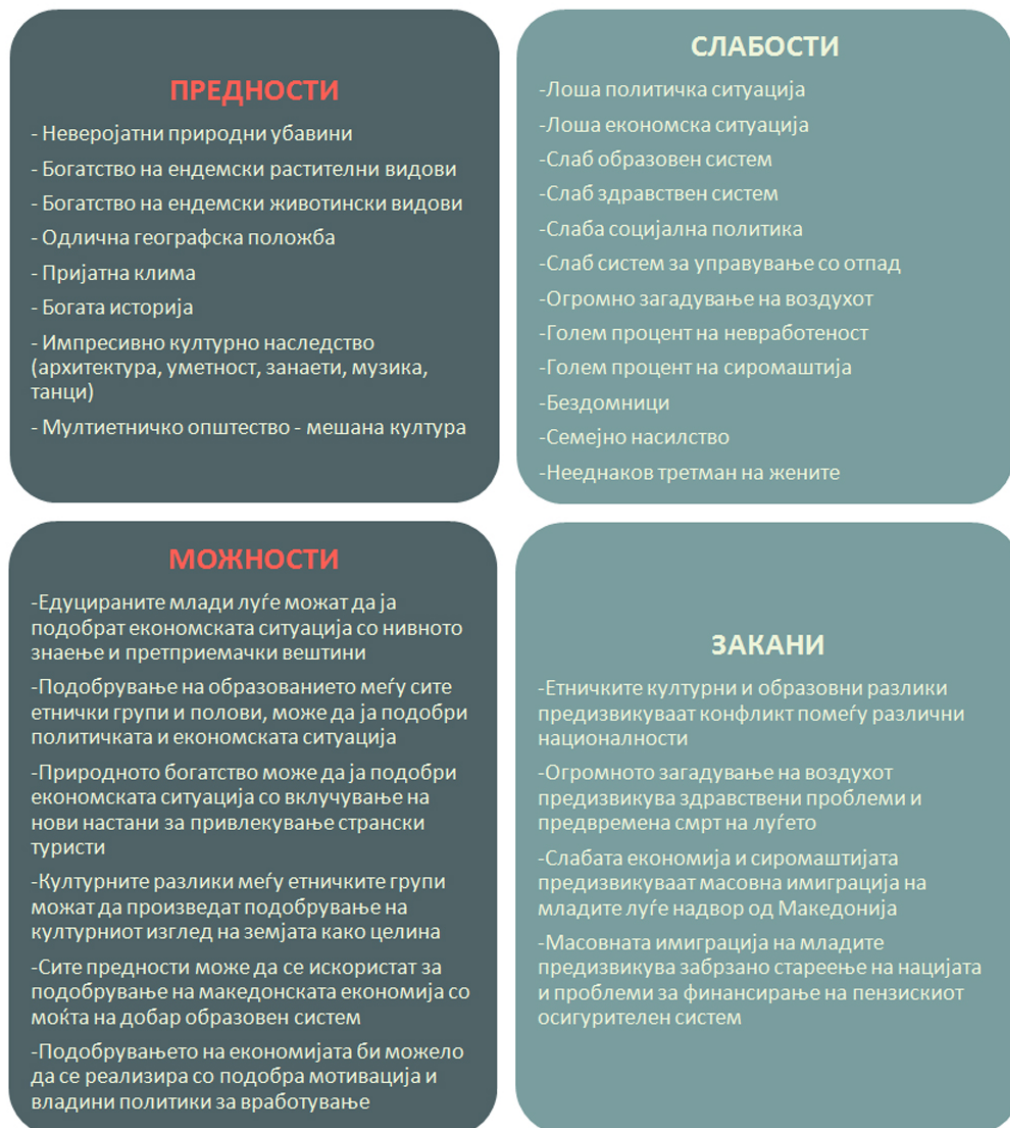 ПРЕДНОСТИ
- Неверојатни природни убавини
- Богатство на ендемски растителни видови
- Богатство на ендемски животински видови
- Одлична географска положба
- Пријатна клима
- Богата историја
- Импресивно културно наследство
(архитектура, уметност, занаети, музика,
танци)
- Мултиетничко општество - мешана култура
СЛАБОСТИ
-Лоша политичка ситуација
-Лоша економска ситуација
-Слаб образовен систем
-Слаб здравствен систем
-Слаба социјална политика
-Слаб систем за управување со отпад
-Огромно загадување на воздухот
-Голем процент на невработеност
-Голем процент на сиромаштија
-Бездомници
-Семејно насилство
-Нееднаков третман на жените
МОЖНОСТИ
-Едуцираните млади луѓе можат да ја
подобрат економската ситуација со нивното
знаење и претприемачки вештини
-Подобрување на образованието меѓу сите
етнички групи и полови, може да ја подобри
политичката и економската ситуација
-Природното богатство може да ја подобри
економската ситуација со вклучување на
нови настани за привлекување странски
туристи
-Културните разлики меѓу етничките групи
можат да произведат подобрување на
културниот изглед на земјата како целина
-Сите предности може да се искористат за
подобрување на македонската економија со
моќта на добар образовен систем
-Подобрувањето на економијата би можело
да се реализира со подобра мотивација и
владини политики за вработување
ЗАКАНИ
-Етничките културни и образовни разлики
предизвикуваат конфликт помеѓу различни
националности
-Огромното загадување на воздухот
предизвикува здравствени проблеми и
предвремена смрт на луѓето
-Слабата економија и сиромаштијата
предизвикуваат масовна имиграција на
младите луѓе надвор од Македонија
-Масовната имиграција на младите
предизвикува забрзано стареење на нацијата
и проблеми за финансирање на пензискиот
осигурителен систем